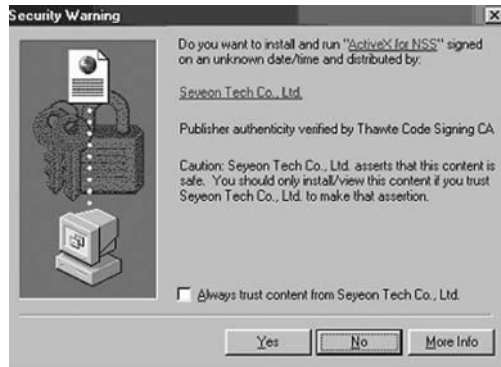 Security Warning
Do you want to install and run "ActiveX for NSS" signed
on an unknown date/time and distributed by:
Seyeon Tech Co., Ltd.
Publisher authenticity verified by Thawte Code Signing CA
Caution: Seyeon Tech Co., Ltd. asserts that this content is
safe. You should only install/view this content if you trust
Seyeon Tech Co., Ltd. to make that assertion.
Always trust content from Seyeon Tech Co., Ltd.
Yes No More Info